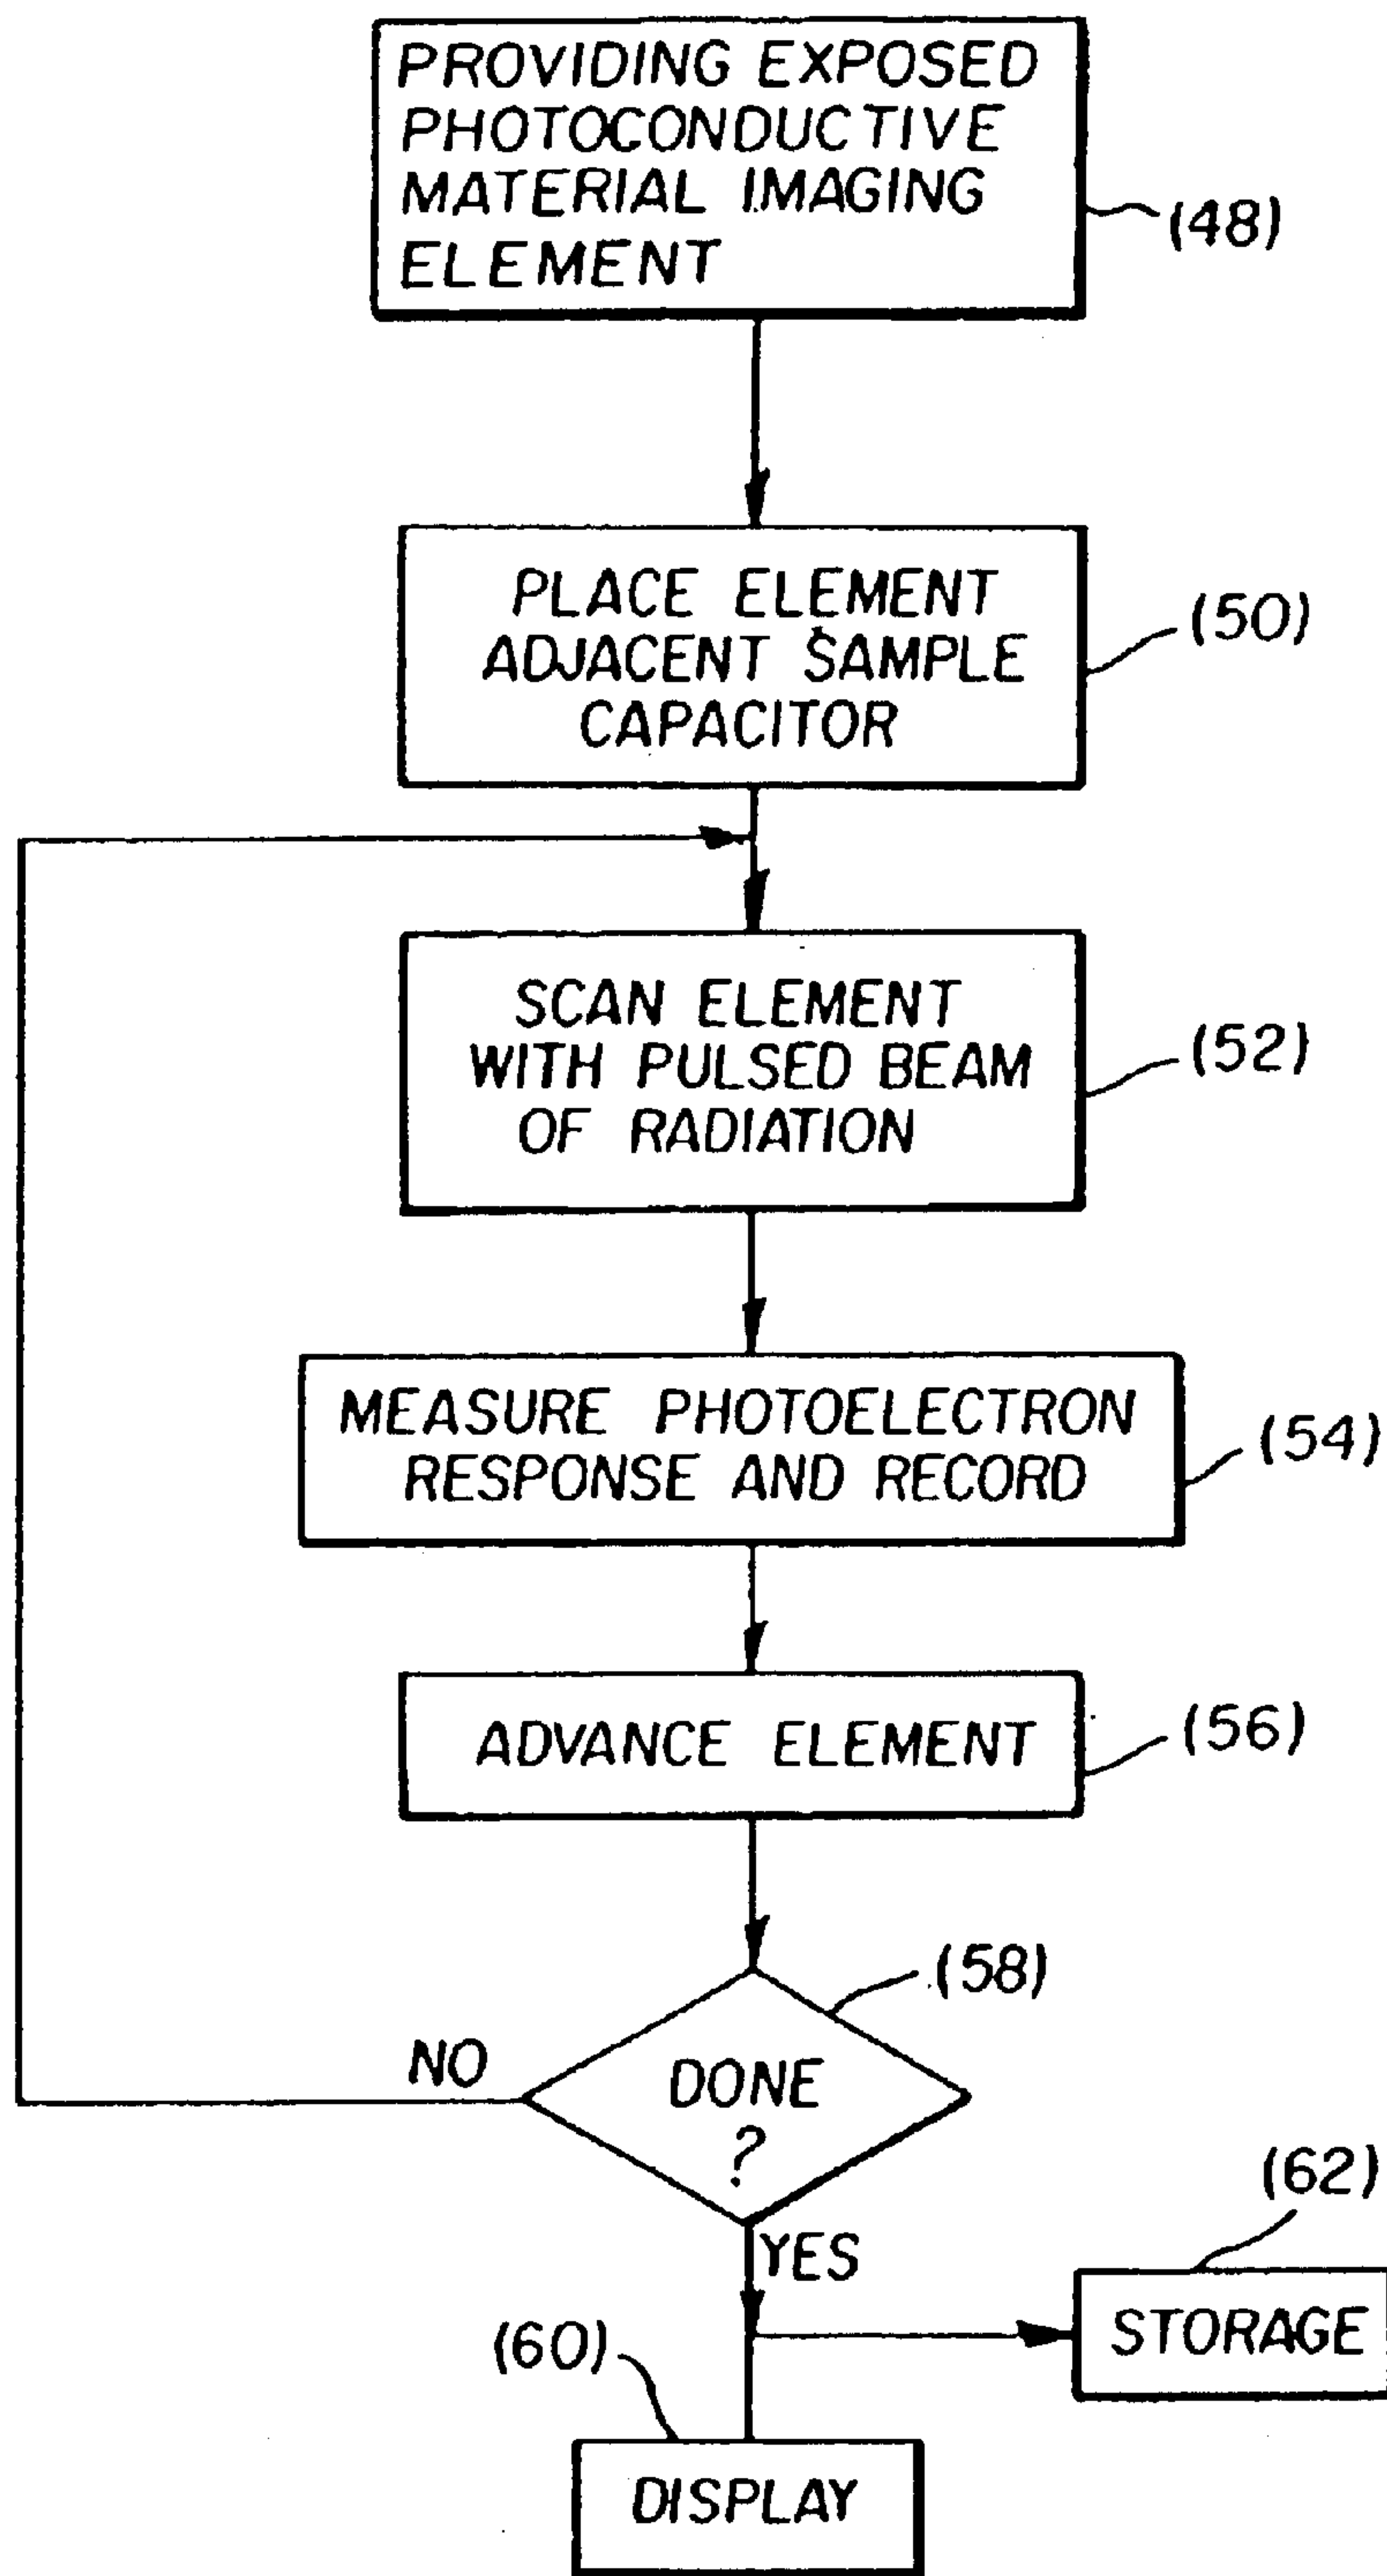 PROVIDING EXPOSED
PHOTOCONDUCTIVE
MATERIAL IMAGING
ELEMENT
(48)
PLACE ELEMENT
ADJACENT SAMPLE
CAPACITOR
(50)
SCAN ELEMENT
WITH PULSED BEAM
OF RADIATION
(52)
MEASURE PHOTOELECTRON
RESPONSE AND RECORD
(54)
ADVANCE ELEMENT
(56)
(58)
NO
DONE
?
YES
(62)
STORAGE
(60)
DISPLAY